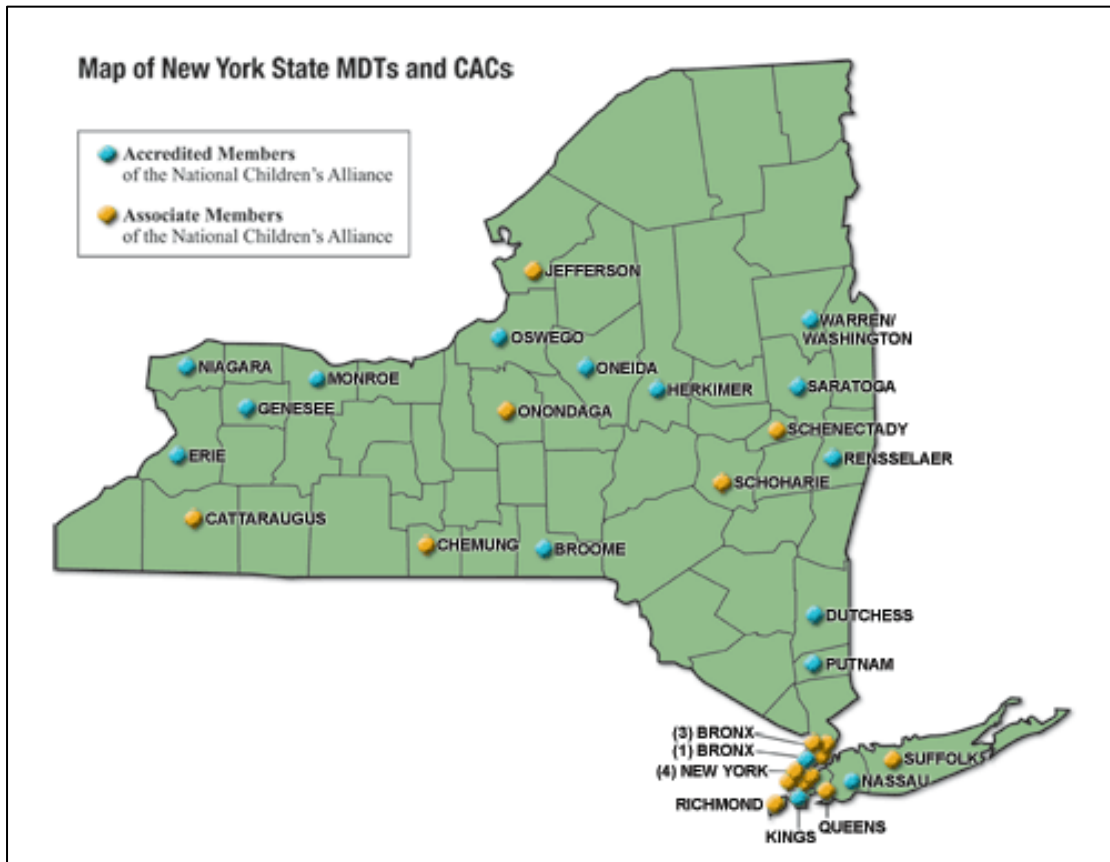 Map of New York State MDTs and CACs
Accredited Members
of the National Children's Alliance
Associate Members
of the National Children's Alliance
JEFFERSON
WARREN/
WASHINGTON
OSWEGO
NIAGARA
ONEIDA
MONROE
HERKIMER
SARATOGA
GENESEE
ONONDAGA
SCHENECTADY
ERIE
RENSSELAER
SCHOHARIE
CATTARAUGUS
CHEMUNG
BROOME
DUTCHESS
PUTNAM
(3) BRONX
(1) BRONX
SUFFOLK
(4) NEW YORK
NASSAU
RICHMOND
QUEENS
KINGS